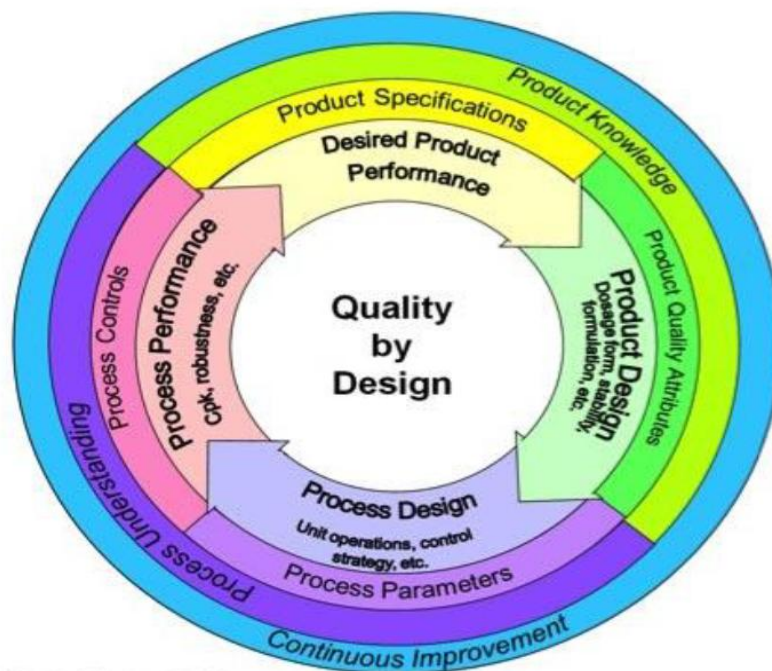 Product Knowledge
Product Specifications
Desired Product
Performance
Product Quality Attributes
Product Design
Dosage form, stability,
formulation, etc.
Quality
by
Design
Process Performance
Cpk, robustness, etc.
Process Controls
Process Understanding
Process Design
Unit operations, control
strategy, etc.
Process Parameters
Continuous Improvement